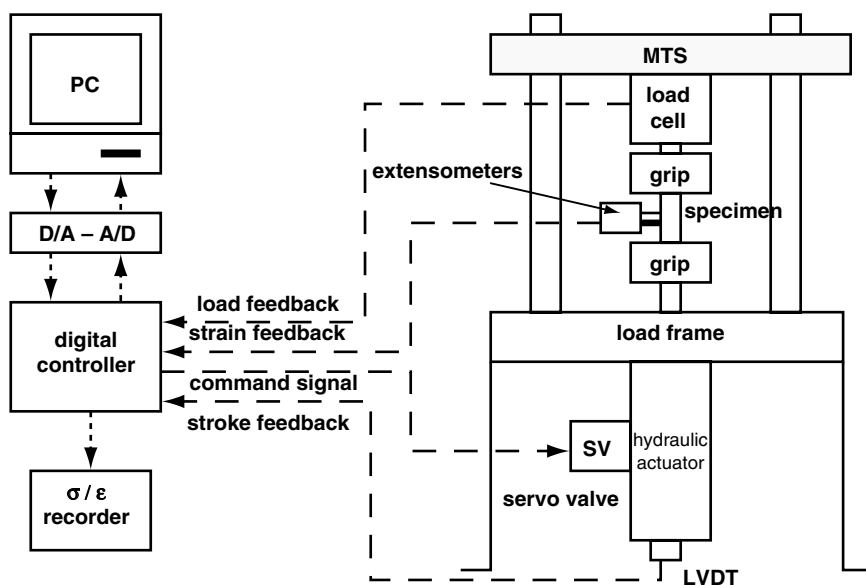 PC
MTS
load
cell
grip
extensometers
specimen
D/A – A/D
grip
load feedback
strain feedback
digital
controller
load frame
command signal
stroke feedback
SV
hydraulic
actuator
σ / ε
recorder
servo valve
LVDT